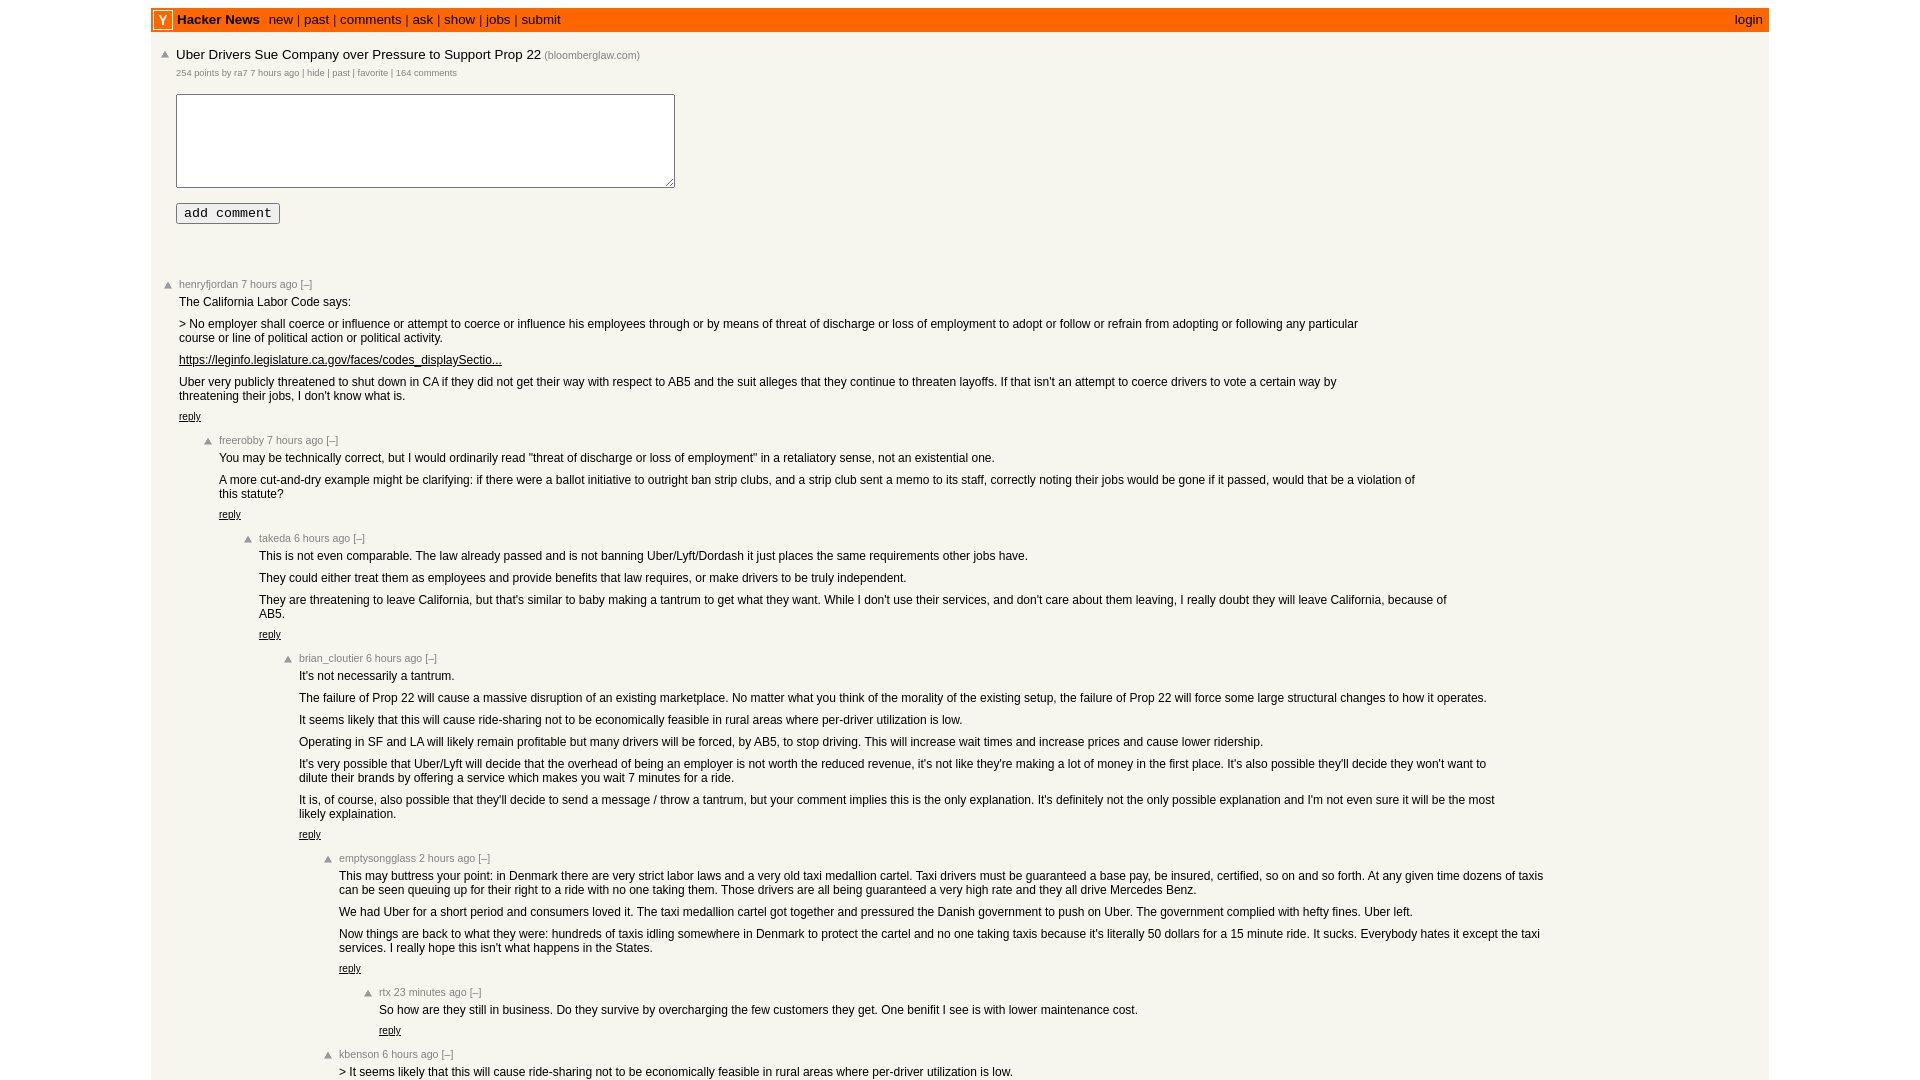 Y Hacker News new | past | comments | ask | show | jobs | submit login
Uber Drivers Sue Company over Pressure to Support Prop 22 (bloomberglaw.com)
254 points by ra7 7 hours ago | hide | past | favorite | 164 comments
add comment
henryfjordan 7 hours ago [–]
The California Labor Code says:
> No employer shall coerce or influence or attempt to coerce or influence his employees through or by means of threat of discharge or loss of employment to adopt or follow or refrain from adopting or following any particular
course or line of political action or political activity.
https://leginfo.legislature.ca.gov/faces/codes_displaySectio...
Uber very publicly threatened to shut down in CA if they did not get their way with respect to AB5 and the suit alleges that they continue to threaten layoffs. If that isn't an attempt to coerce drivers to vote a certain way by
threatening their jobs, I don't know what is.
reply
freerobby 7 hours ago [–]
You may be technically correct, but I would ordinarily read "threat of discharge or loss of employment" in a retaliatory sense, not an existential one.
A more cut-and-dry example might be clarifying: if there were a ballot initiative to outright ban strip clubs, and a strip club sent a memo to its staff, correctly noting their jobs would be gone if it passed, would that be a violation of
this statute?
reply
takeda 6 hours ago [–]
This is not even comparable. The law already passed and is not banning Uber/Lyft/Dordash it just places the same requirements other jobs have.
They could either treat them as employees and provide benefits that law requires, or make drivers to be truly independent.
They are threatening to leave California, but that's similar to baby making a tantrum to get what they want. While I don't use their services, and don't care about them leaving, I really doubt they will leave California, because of
AB5.
reply
brian_cloutier 6 hours ago [–]
It's not necessarily a tantrum.
The failure of Prop 22 will cause a massive disruption of an existing marketplace. No matter what you think of the morality of the existing setup, the failure of Prop 22 will force some large structural changes to how it operates.
It seems likely that this will cause ride-sharing not to be economically feasible in rural areas where per-driver utilization is low.
Operating in SF and LA will likely remain profitable but many drivers will be forced, by AB5, to stop driving. This will increase wait times and increase prices and cause lower ridership.
It's very possible that Uber/Lyft will decide that the overhead of being an employer is not worth the reduced revenue, it's not like they're making a lot of money in the first place. It's also possible they'll decide they won't want to
dilute their brands by offering a service which makes you wait 7 minutes for a ride.
It is, of course, also possible that they'll decide to send a message / throw a tantrum, but your comment implies this is the only explanation. It's definitely not the only possible explanation and I'm not even sure it will be the most
likely explaination.
reply
emptysongglass 2 hours ago [–]
This may buttress your point: in Denmark there are very strict labor laws and a very old taxi medallion cartel. Taxi drivers must be guaranteed a base pay, be insured, certified, so on and so forth. At any given time dozens of taxis
can be seen queuing up for their right to a ride with no one taking them. Those drivers are all being guaranteed a very high rate and they all drive Mercedes Benz.
We had Uber for a short period and consumers loved it. The taxi medallion cartel got together and pressured the Danish government to push on Uber. The government complied with hefty fines. Uber left.
Now things are back to what they were: hundreds of taxis idling somewhere in Denmark to protect the cartel and no one taking taxis because it's literally 50 dollars for a 15 minute ride. It sucks. Everybody hates it except the taxi
services. I really hope this isn't what happens in the States.
reply
rtx 23 minutes ago [–]
So how are they still in business. Do they survive by overcharging the few customers they get. One benifit I see is with lower maintenance cost.
reply
kbenson 6 hours ago [–]
> It seems likely that this will cause ride-sharing not to be economically feasible in rural areas where per-driver utilization is low.